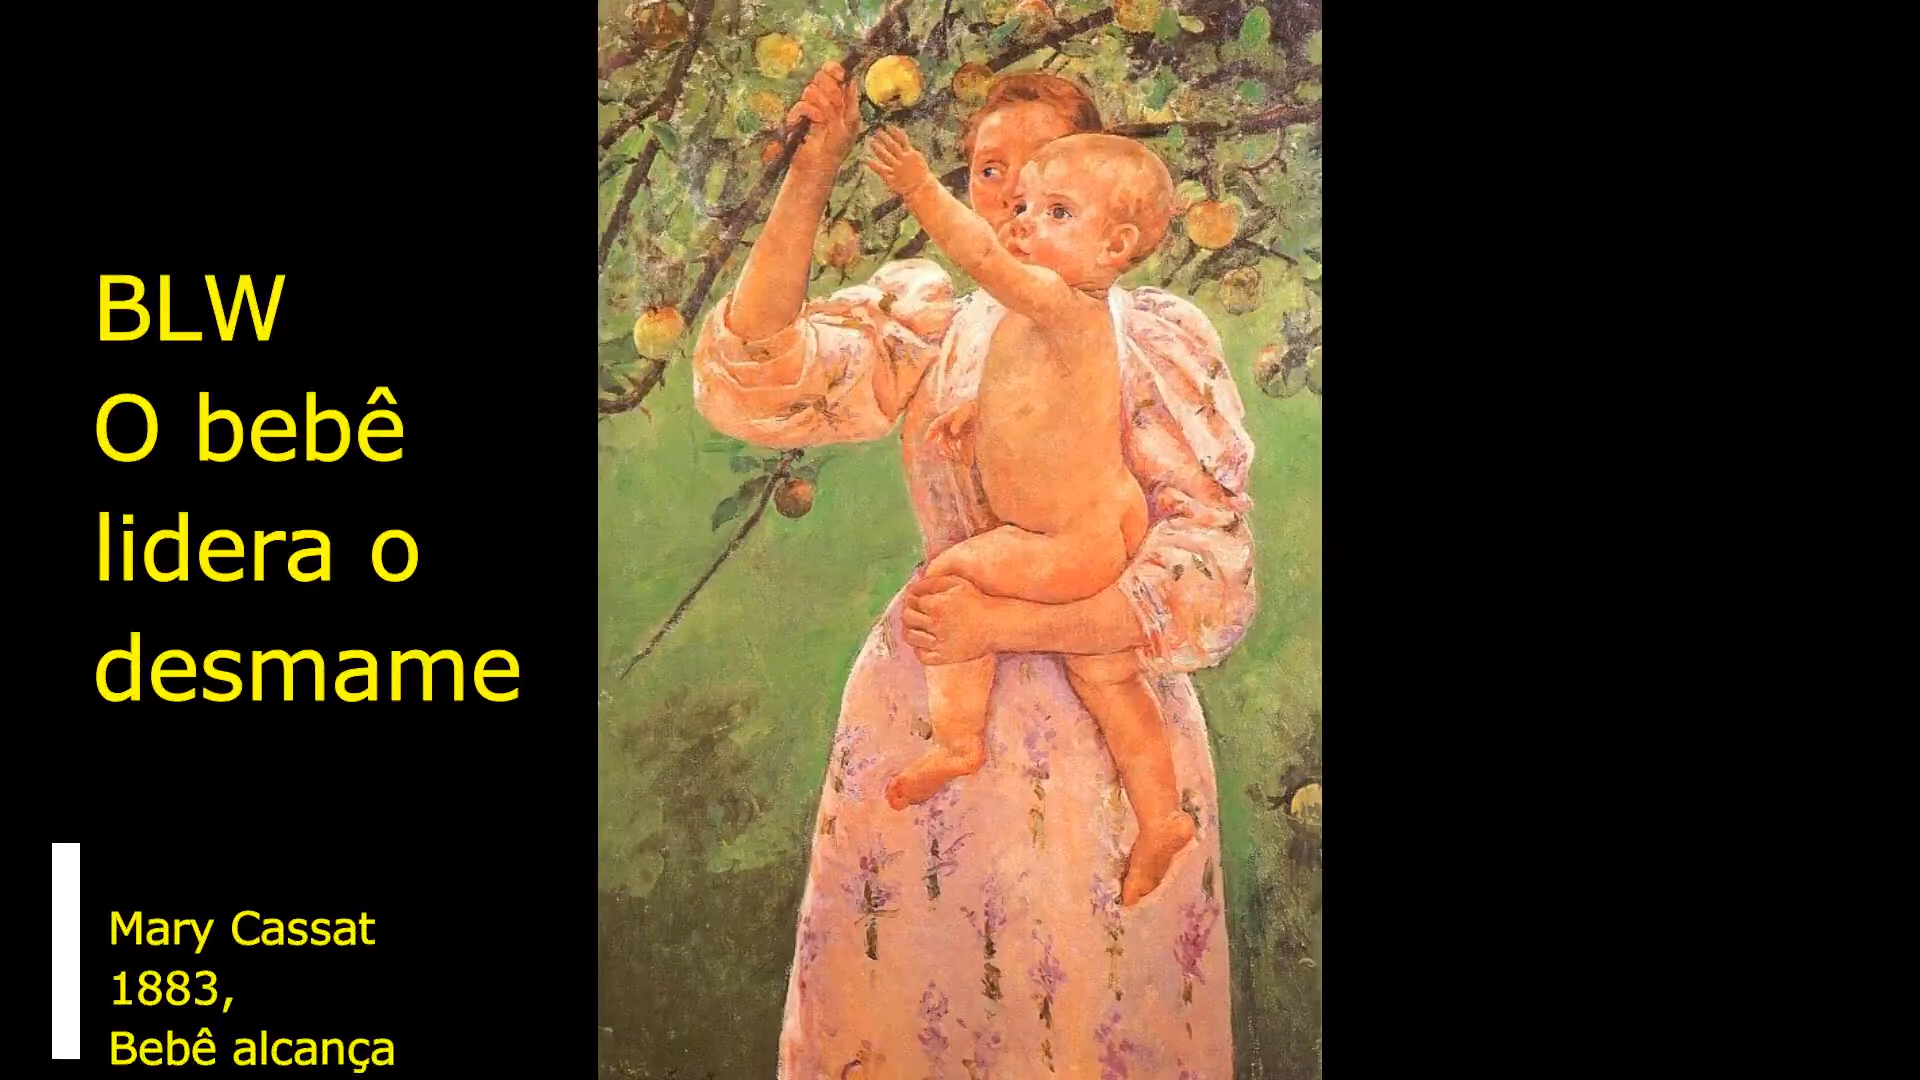 BLW
O bebê
lidera o
desmame
Mary Cassat
1883,
Bebê alcança